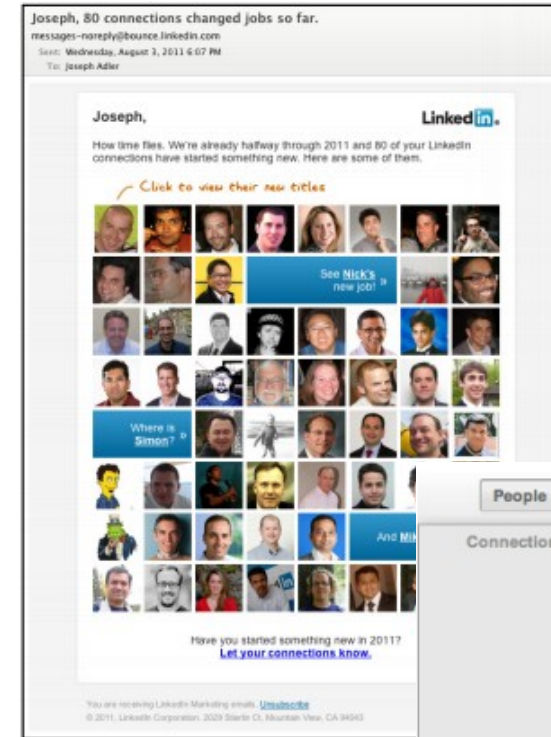 Joseph, 80 connections changed jobs so far.
messages-noreply@bounce.linkedin.com
Sent: Wednesday, August 3, 2011 6:07 PM
To: Joseph Adler
Joseph,
Linked in.
How time flies. We're already halfway through 2011 and 80 of your LinkedIn
connections have started something new. Here are some of them.
Click to view their new titles
See Nick's »
new job!
Where is »
Simon?
And Mik
People
Connection
Have you started something new in 2011?
Let your connections know.
You are receiving LinkedIn Marketing emails. Unsubscribe
© 2011, LinkedIn Corporation. 2029 Stierlin Ct, Mountain View, CA 94043